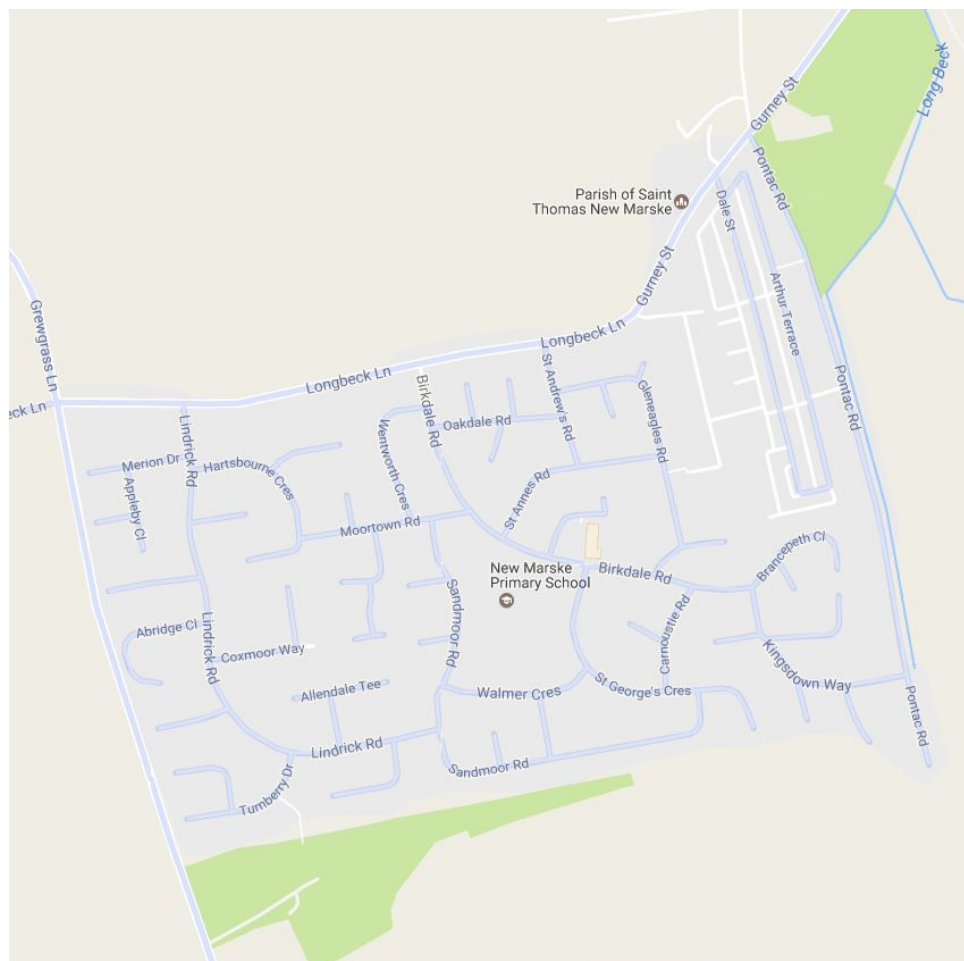 Long Beck
Gurney St
Pontac Rd
Parish of Saint
Thomas New Marske
Dale St
Arthur Terrace
Gurney St
Grewgrass Ln
Longbeck Ln
Longbeck Ln
St Andrew's Rd
Birkdale Rd
Gleneagles Rd
Pontac Rd
eck Ln
Lindrick Rd
Wentworth Cres
Oakdale Rd
Merion Dr
Hartsbourne Cres
Appleby Cl
St Annes Rd
Moortown Rd
Brancepeth Cl
New Marske
Primary School
Birkdale Rd
Sandmoor Rd
Carnoustie Rd
Abridge Cl
Lindrick Rd
Coxmoor Way
Kingsdown Way
Allendale Tee
Walmer Cres
St George's Cres
Pontac Rd
Lindrick Rd
Sandmoor Rd
Turnberry Dr